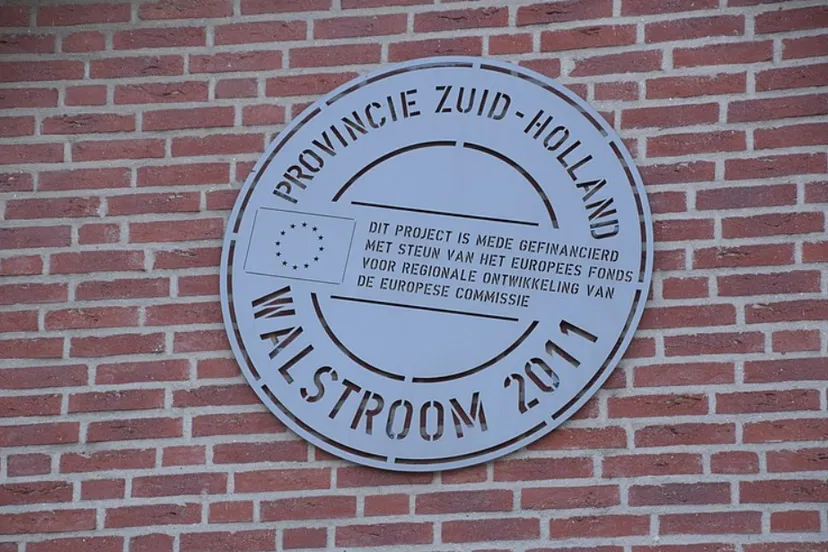 PROVINCIE ZUID-HOLLAND
DIT PROJECT IS MEDE GEFINANCIERD
MET STEUN VAN HET EUROPEES FONDS
VOOR REGIONALE ONTWIKKELING VAN
DE EUROPESE COMMISSIE
WALSTROOM 2011